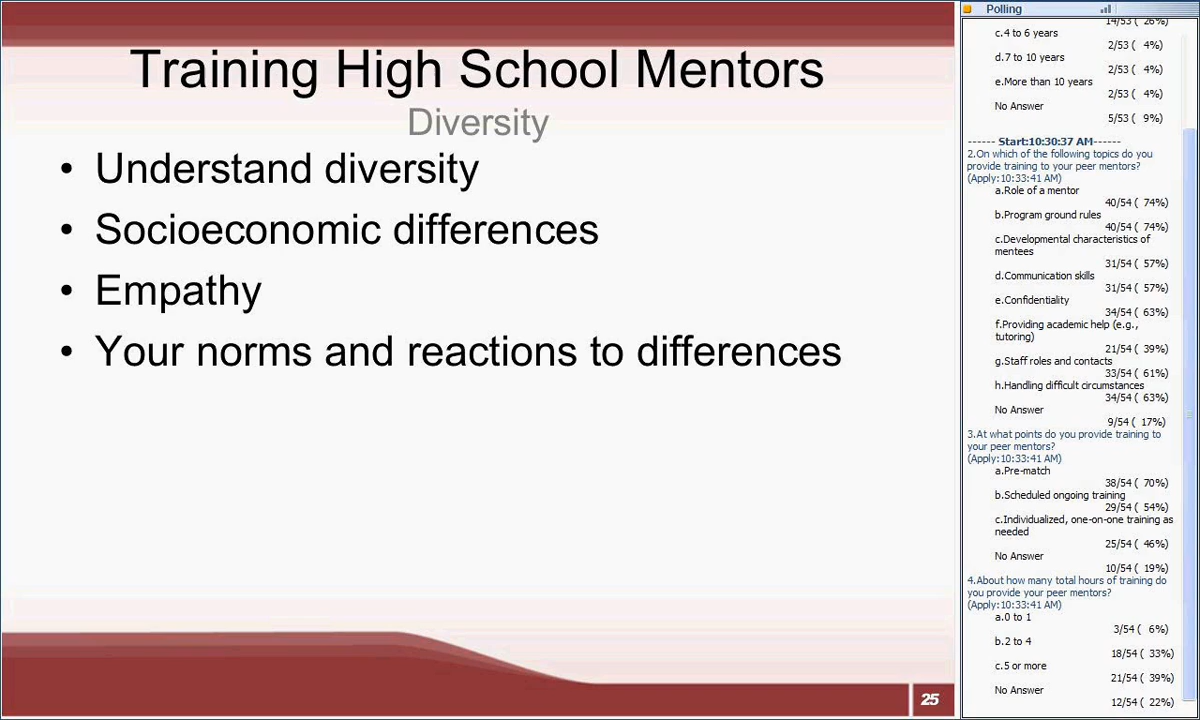 Training High School Mentors
Diversity
• Understand diversity
• Socioeconomic differences
• Empathy
• Your norms and reactions to differences
25
Polling
14/53 ( 26%)
c.4 to 6 years
2/53 ( 4%)
d.7 to 10 years
2/53 ( 4%)
e.More than 10 years
2/53 ( 4%)
No Answer
5/53 ( 9%)
------ Start:10:30:37 AM------
2.On which of the following topics do you
provide training to your peer mentors?
(Apply:10:33:41 AM)
a.Role of a mentor
40/54 ( 74%)
b.Program ground rules
40/54 ( 74%)
c.Developmental characteristics of
mentees
31/54 ( 57%)
d.Communication skills
31/54 ( 57%)
e.Confidentiality
34/54 ( 63%)
f.Providing academic help (e.g.,
tutoring)
21/54 ( 39%)
g.Staff roles and contacts
33/54 ( 61%)
h.Handling difficult circumstances
34/54 ( 63%)
No Answer
9/54 ( 17%)
3.At what points do you provide training to
your peer mentors?
(Apply:10:33:41 AM)
a.Pre-match
38/54 ( 70%)
b.Scheduled ongoing training
29/54 ( 54%)
c.Individualized, one-on-one training as
needed
25/54 ( 46%)
No Answer
10/54 ( 19%)
4.About how many total hours of training do
you provide your peer mentors?
(Apply:10:33:41 AM)
a.0 to 1
3/54 ( 6%)
b.2 to 4
18/54 ( 33%)
c.5 or more
21/54 ( 39%)
No Answer
12/54 ( 22%)